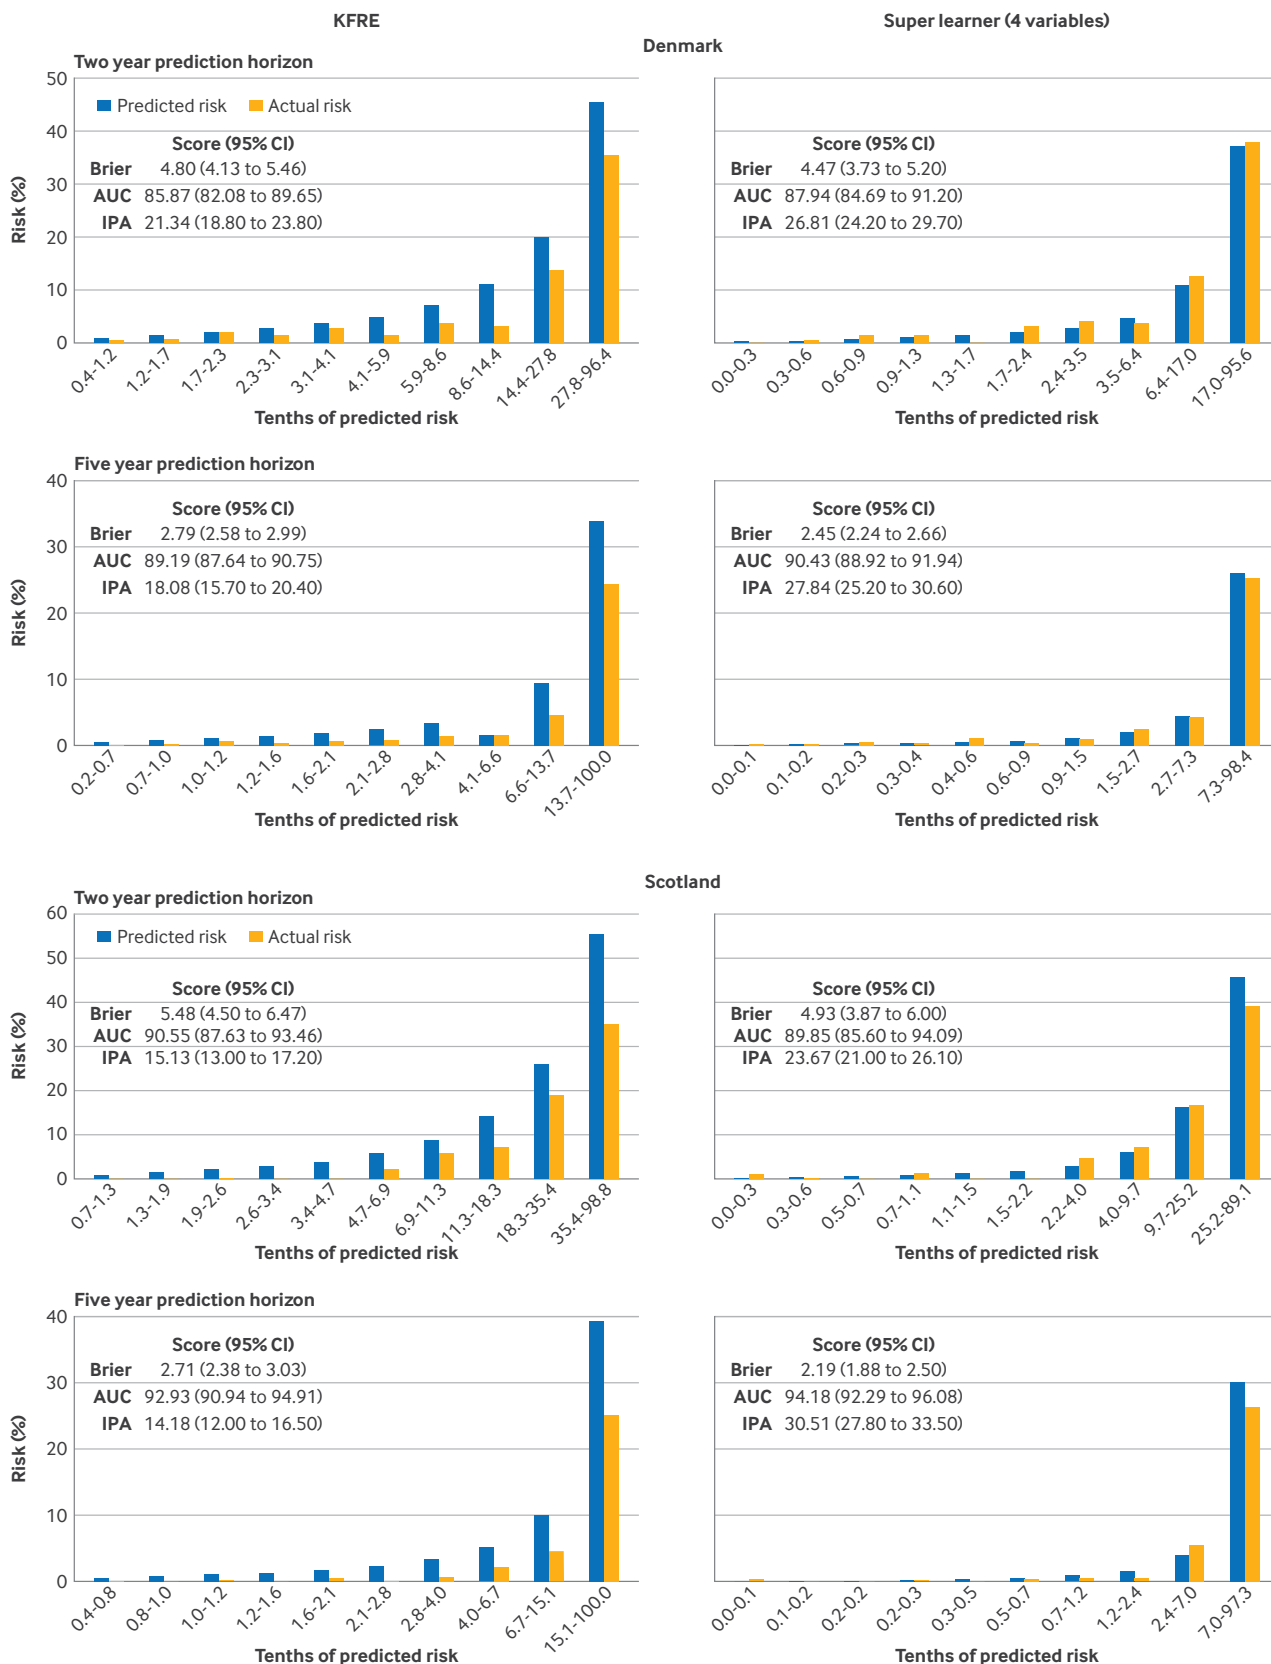 KFRE
Super learner (4 variables)
Denmark
Two year prediction horizon
Risk (%)
50
40
30
20
10
0
Predicted risk
Actual risk
Score (95% CI)
Brier 4.80 (4.13 to 5.46)
AUC 85.87 (82.08 to 89.65)
IPA 21.34 (18.80 to 23.80)
0.4-1.2
1.2-1.7
1.7-2.3
2.3-3.1
3.1-4.1
4.1-5.9
5.9-8.6
8.6-14.4
14.4-27.8
27.8-96.4
Tenths of predicted risk
Score (95% CI)
Brier 4.47 (3.73 to 5.20)
AUC 87.94 (84.69 to 91.20)
IPA 26.81 (24.20 to 29.70)
0.0-0.3
0.3-0.6
0.6-0.9
0.9-1.3
1.3-1.7
1.7-2.4
2.4-3.5
3.5-6.4
6.4-17.0
17.0-95.6
Tenths of predicted risk
Five year prediction horizon
Risk (%)
40
30
20
10
0
Score (95% CI)
Brier 2.79 (2.58 to 2.99)
AUC 89.19 (87.64 to 90.75)
IPA 18.08 (15.70 to 20.40)
0.2-0.7
0.7-1.0
1.0-1.2
1.2-1.6
1.6-2.1
2.1-2.8
2.8-4.1
4.1-6.6
6.6-13.7
13.7-100.0
Tenths of predicted risk
Score (95% CI)
Brier 2.45 (2.24 to 2.66)
AUC 90.43 (88.92 to 91.94)
IPA 27.84 (25.20 to 30.60)
0.0-0.1
0.1-0.2
0.2-0.3
0.3-0.4
0.4-0.6
0.6-0.9
0.9-1.5
1.5-2.7
2.7-7.3
7.3-98.4
Tenths of predicted risk
Scotland
Two year prediction horizon
Risk (%)
60
50
40
30
20
10
0
Predicted risk
Actual risk
Score (95% CI)
Brier 5.48 (4.50 to 6.47)
AUC 90.55 (87.63 to 93.46)
IPA 15.13 (13.00 to 17.20)
0.7-1.3
1.3-1.9
1.9-2.6
2.6-3.4
3.4-4.7
4.7-6.9
6.9-11.3
11.3-18.3
18.3-35.4
35.4-98.8
Tenths of predicted risk
Score (95% CI)
Brier 4.93 (3.87 to 6.00)
AUC 89.85 (85.60 to 94.09)
IPA 23.67 (21.00 to 26.10)
0.0-0.3
0.3-0.6
0.5-0.7
0.7-1.1
1.1-1.5
1.5-2.2
2.2-4.0
4.0-9.7
9.7-25.2
25.2-89.1
Tenths of predicted risk
Five year prediction horizon
Risk (%)
40
30
20
10
0
Score (95% CI)
Brier 2.71 (2.38 to 3.03)
AUC 92.93 (90.94 to 94.91)
IPA 14.18 (12.00 to 16.50)
0.4-0.8
0.8-1.0
1.0-1.2
1.2-1.6
1.6-2.1
2.1-2.8
2.8-4.0
4.0-6.7
6.7-15.1
15.1-100.0
Tenths of predicted risk
Score (95% CI)
Brier 2.19 (1.88 to 2.50)
AUC 94.18 (92.29 to 96.08)
IPA 30.51 (27.80 to 33.50)
0.0-0.1
0.1-0.2
0.2-0.2
0.2-0.3
0.3-0.5
0.5-0.7
0.7-1.2
1.2-2.4
2.4-7.0
7.0-97.3
Tenths of predicted risk